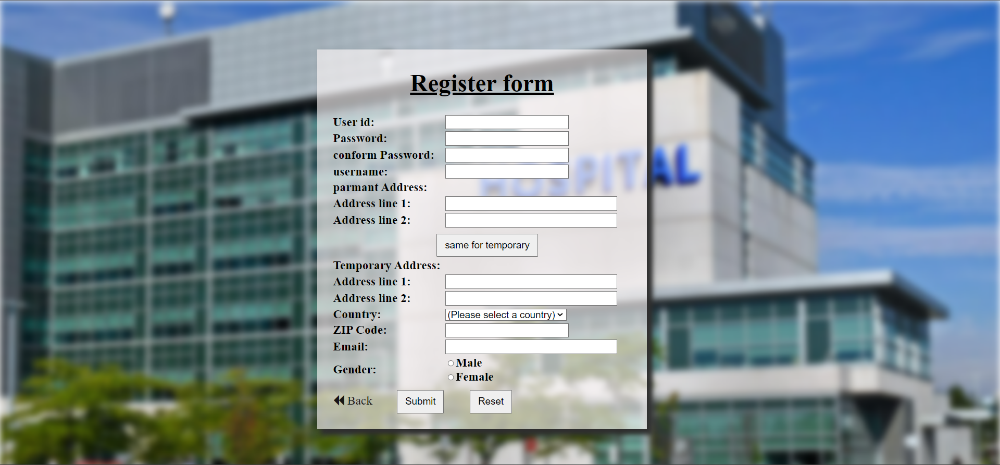 Register form
User id:
Password:
conform Password:
username:
HOSPITAL
parmant Address:
Address line 1:
Address line 2:
same for temporary
Temporary Address:
Address line 1:
Address line 2:
Country: (Please select a country)
ZIP Code:
Email:
Gender: Male
Female
Back Submit Reset